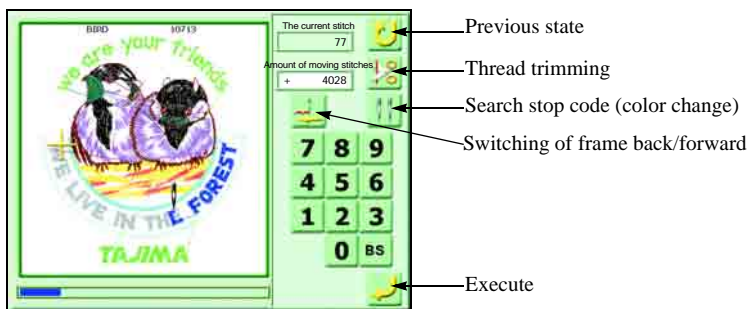 BIRD 10713
We are your friends
WE LIVE IN THE FOREST
TAJIMA
The current stitch
77
Amount of moving stitches
+ 4028
7 8 9
4 5 6
1 2 3
0 BS
Previous state
Thread trimming
Search stop code (color change)
Switching of frame back/forward
Execute